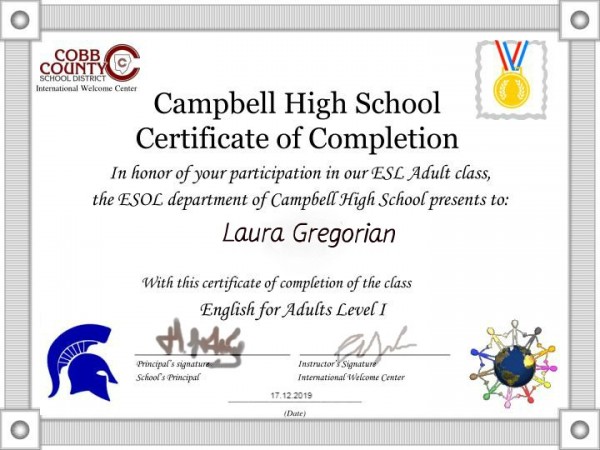 COBB
COUNTY
SCHOOL DISTRICT
International Welcome Center
Campbell High School
Certificate of Completion
In honor of your participation in our ESL Adult class,
the ESOL department of Campbell High School presents to:
Laura Gregorian
With this certificate of completion of the class
English for Adults Level I
Principal's signature
School's Principal
Instructor's Signature
International Welcome Center
17.12.2019
(Date)